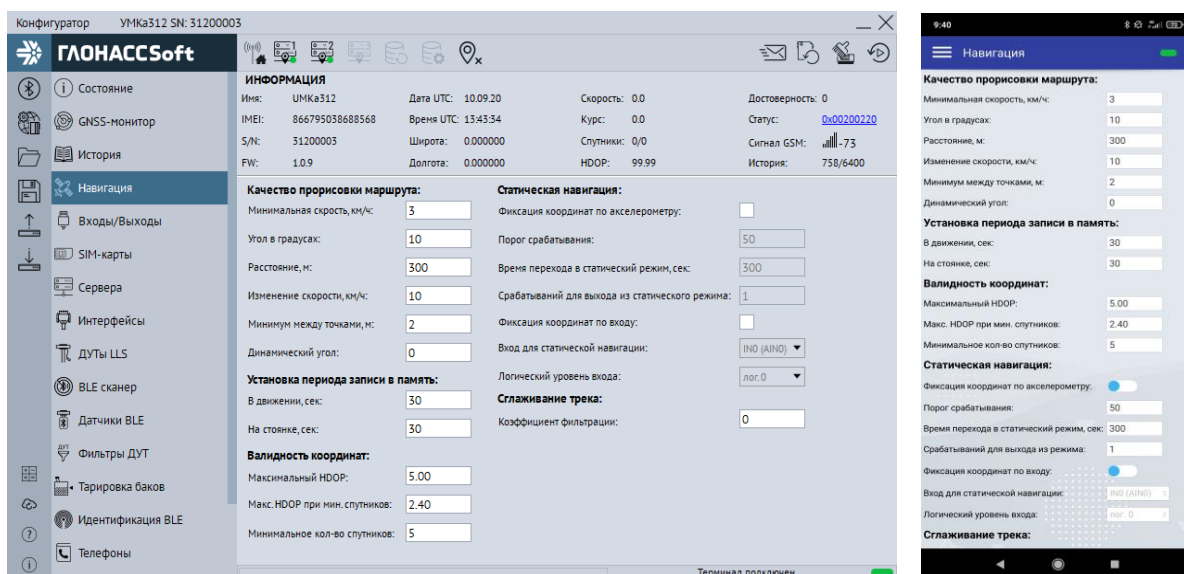 Конфигуратор УМКа312 SN: 31200003
ГЛОНАССSoft
Состояние
GNSS-монитор
История
Навигация
Входы/Выходы
SIM-карты
Сервера
Интерфейсы
ДУТы LLS
BLE сканер
Датчики BLE
Фильтры ДУТ
Тарировка баков
Идентификация BLE
Телефоны
ИНФОРМАЦИЯ
Имя: UMKa312 Дата UTC: 10.09.20 Скорость: 0.0 Достоверность: 0
IMEI: 866795038688568 Время UTC: 13:43:34 Курс: 0.0 Статус: 0x00200220
S/N: 31200003 Широта: 0.000000 Спутники: 0/0 Сигнал GSM: -73
FW: 1.0.9 Долгота: 0.000000 HDOP: 99.99 История: 758/6400
Качество прорисовки маршрута:
Минимальная скрость, км/ч: 3
Угол в градусах: 10
Расстояние, м: 300
Изменение скорости, км/ч: 10
Минимум между точками, м: 2
Динамический угол: 0
Установка периода записи в память:
В движении, сек: 30
На стоянке, сек: 30
Валидность координат:
Максимальный HDOP: 5.00
Макс. HDOP при мин. спутников: 2.40
Минимальное кол-во спутников: 5
Статическая навигация:
Фиксация координат по акселерометру:
Порог срабатывания: 50
Время перехода в статический режим, сек: 300
Срабатываний для выхода из статического режима: 1
Фиксация координат по входу:
Вход для статической навигации: IN0 (AIN0)
Логический уровень входа: лог. 0
Сглаживание трека:
Коэффициент фильтрации: 0
Терминал подключен
9:40
Навигация
Качество прорисовки маршрута:
Минимальная скорость, км/ч: 3
Угол в градусах: 10
Расстояние, м: 300
Изменение скорости, км/ч: 10
Минимум между точками, м: 2
Динамический угол: 0
Установка периода записи в память:
В движении, сек: 30
На стоянке, сек: 30
Валидность координат:
Максимальный HDOP: 5.00
Макс. HDOP при мин. спутников: 2.40
Минимальное кол-во спутников: 5
Статическая навигация:
Фиксация координат по акселерометру:
Порог срабатывания: 50
Время перехода в статический режим, сек: 300
Срабатываний для выхода из режима: 1
Фиксация координат по входу:
Вход для статической навигации: IN0 (AIN0)
Логический уровень входа: лог. 0
Сглаживание трека: